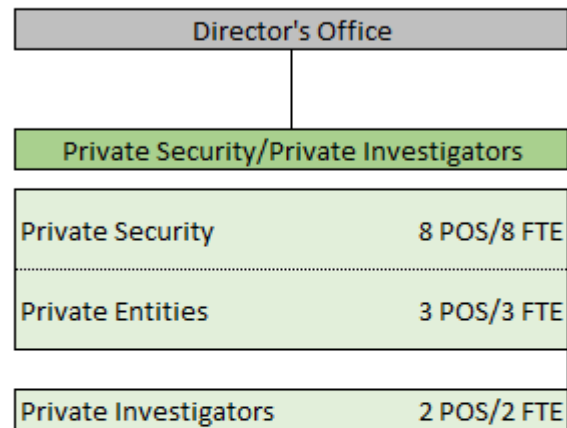 Director's Office
Private Security/Private Investigators
Private Security 8 POS/8 FTE
Private Entities 3 POS/3 FTE
Private Investigators 2 POS/2 FTE